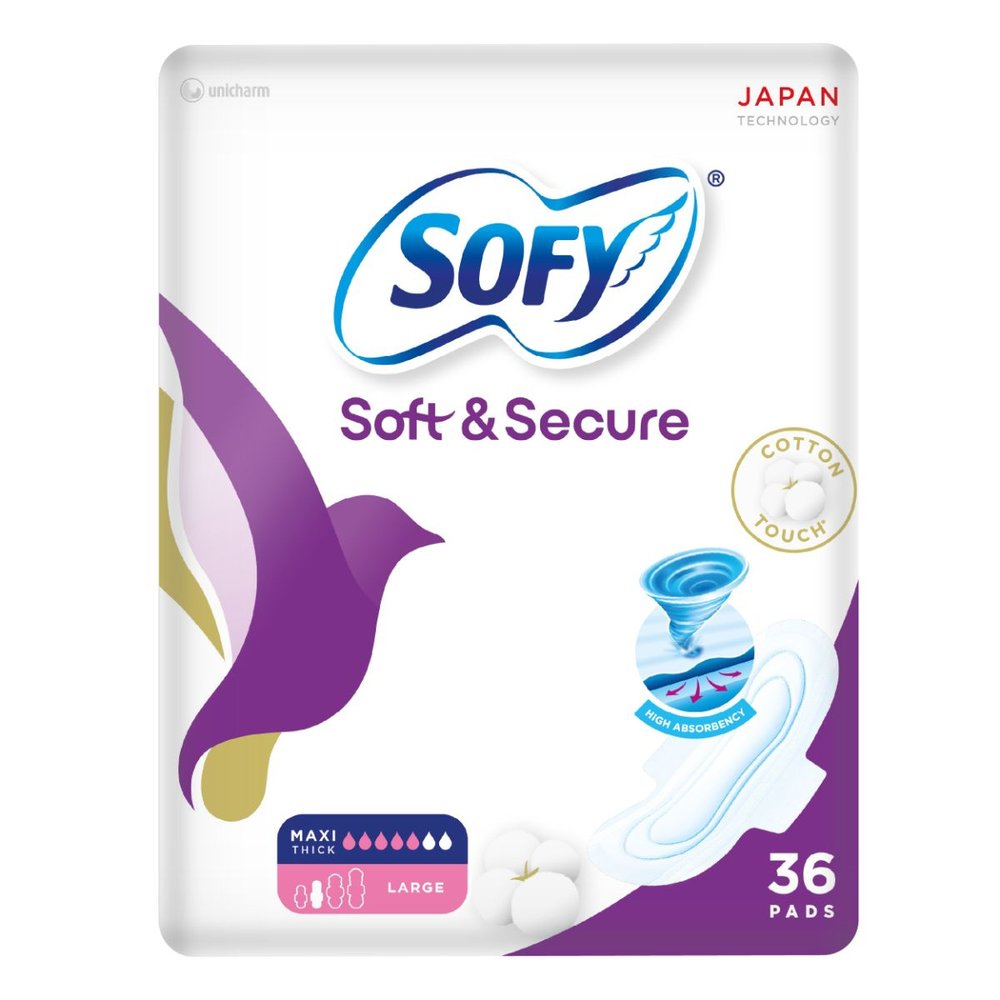 unicharm
JAPAN
TECHNOLOGY
SOFY®
Soft & Secure
COTTON
TOUCH*
HIGH ABSORBENCY
MAXI
THICK
LARGE
36
PADS